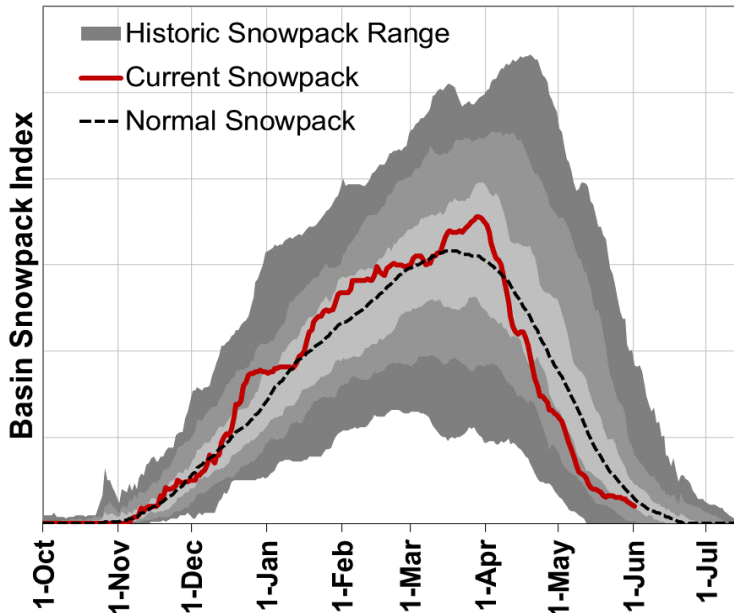 Historic Snowpack Range
Current Snowpack
Normal Snowpack
Basin Snowpack Index
1-Oct
1-Nov
1-Dec
1-Jan
1-Feb
1-Mar
1-Apr
1-May
1-Jun
1-Jul